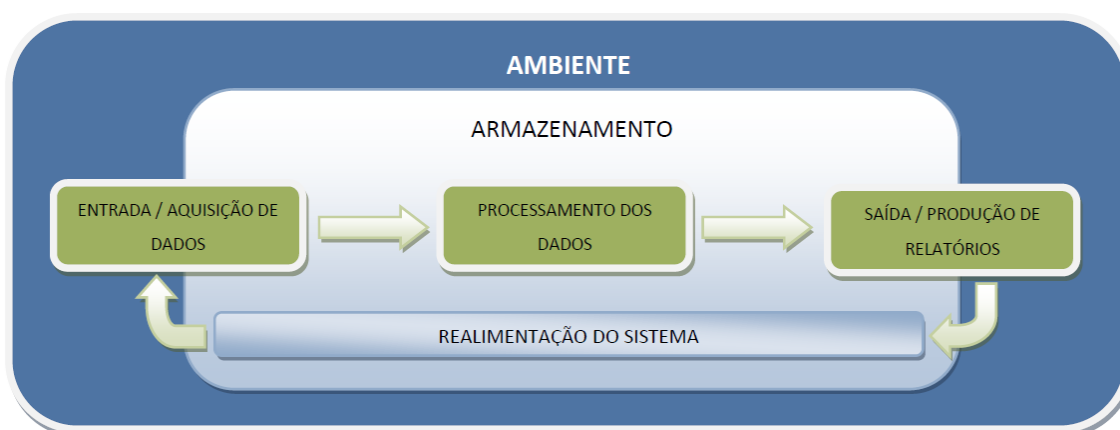 AMBIENTE
ARMAZENAMENTO
ENTRADA / AQUISIÇÃO DE
DADOS
PROCESSAMENTO DOS
DADOS
SAÍDA / PRODUÇÃO DE
RELATÓRIOS
REALIMENTAÇÃO DO SISTEMA